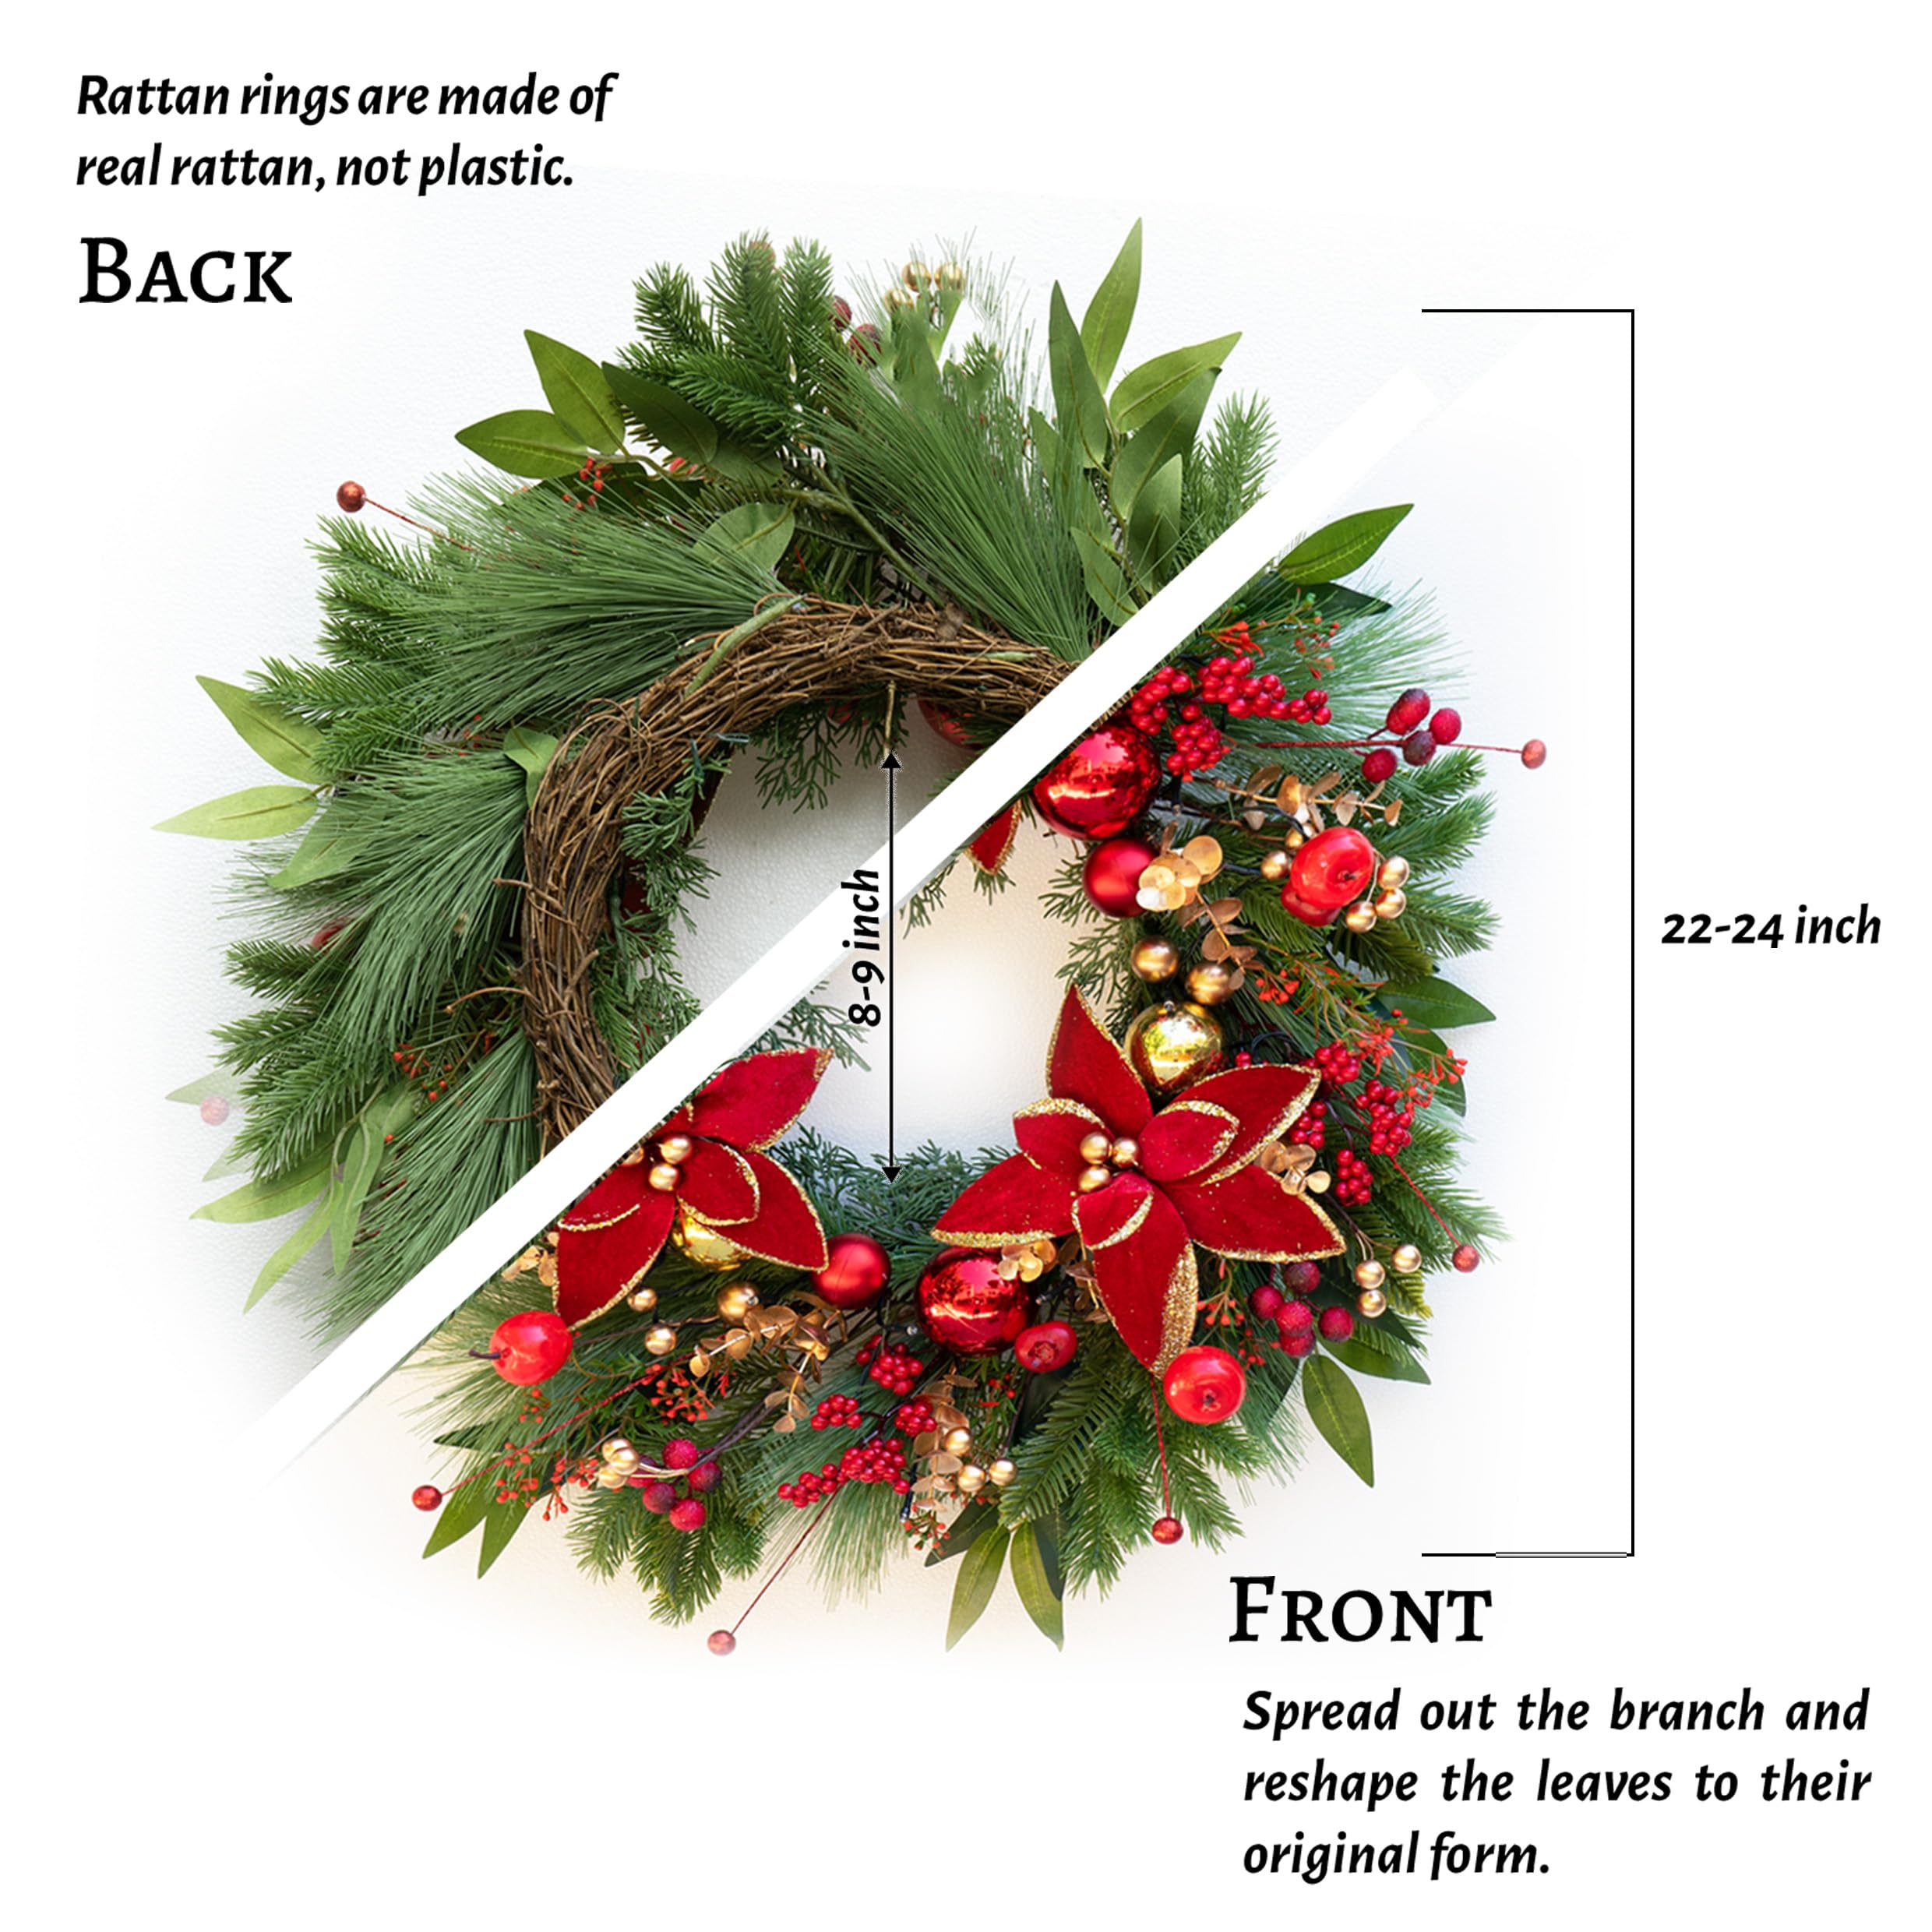 Rattan rings are made of
real rattan, not plastic.
BACK
8-9 inch
22-24 inch
FRONT
Spread out the branch and
reshape the leaves to their
original form.